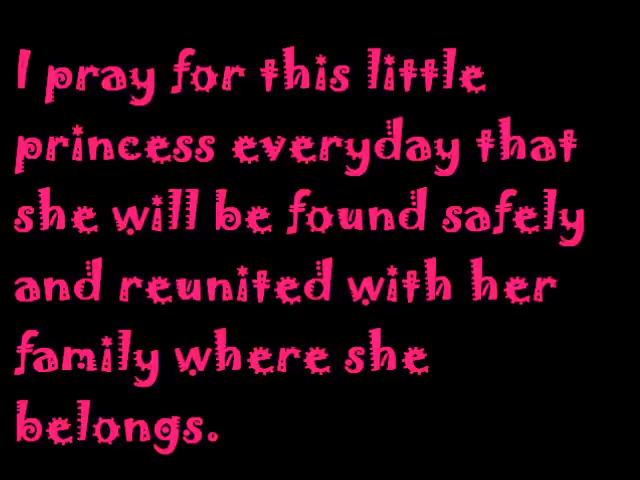 I pray for this little
princess everyday that
she will be found safely
and reunited with her
family where she
belongs.